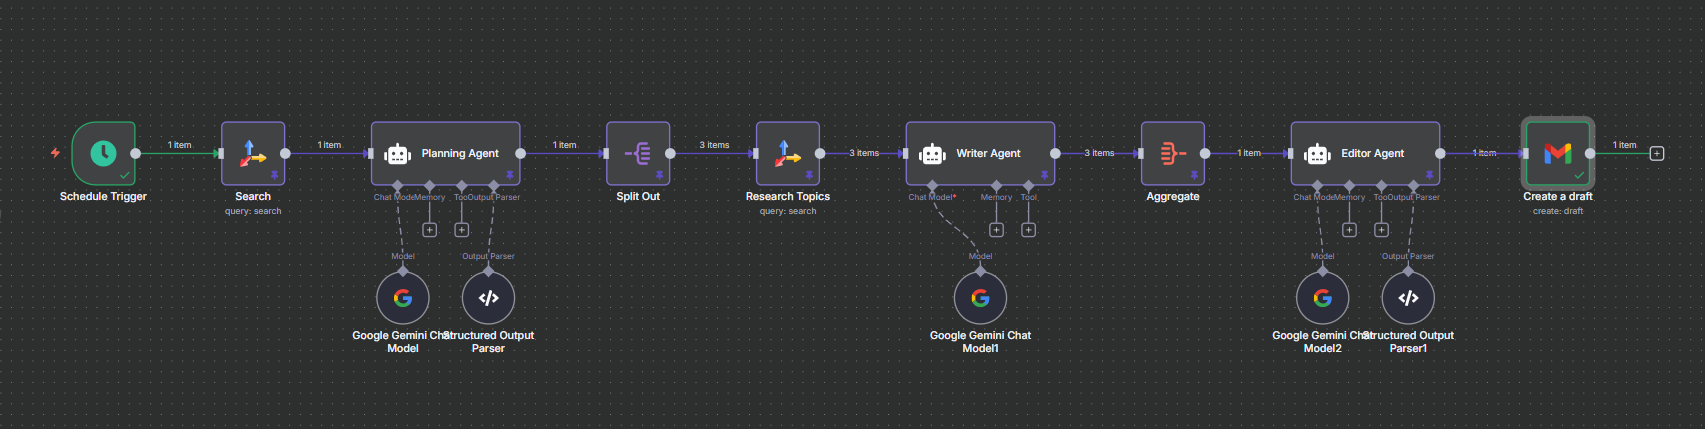 1 item
1 item
1 item
3 items
3 items
3 items
1 item
1 item
1 item
Planning Agent
Writer Agent
Editor Agent
Schedule Trigger
Search
query: search
Chat Model
Memory
Tool
Output Parser
Split Out
Research Topics
query: search
Chat Model*
Memory
Tool
Aggregate
Chat Model
Memory
Tool
Output Parser
Create a draft
create: draft
Model
Output Parser
Model
Model
Output Parser
</>
</>
Google Gemini Chat
Model
Structured Output
Parser
Google Gemini Chat
Model1
Google Gemini Chat
Model2
Structured Output
Parser1